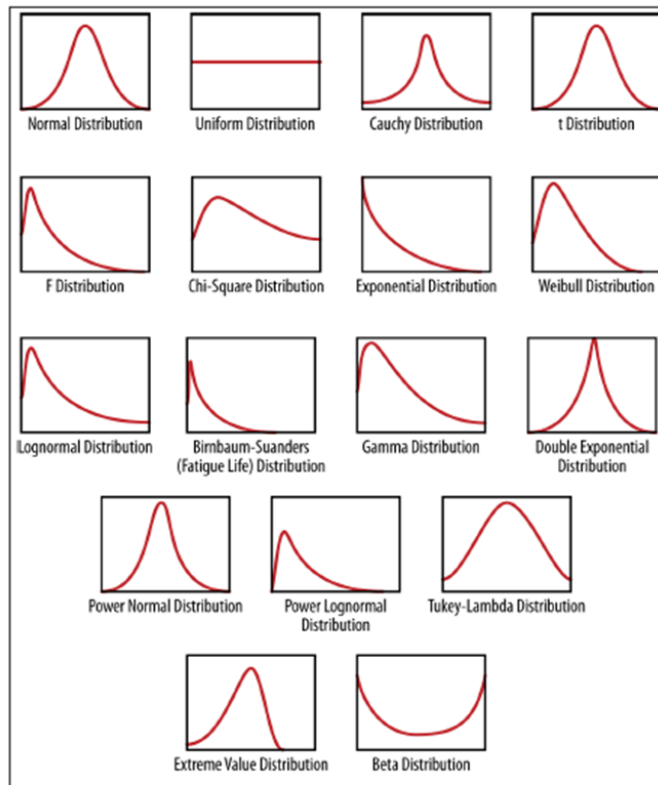 Normal Distribution
Uniform Distribution
Cauchy Distribution
t Distribution
F Distribution
Chi-Square Distribution
Exponential Distribution
Weibull Distribution
Lognormal Distribution
Birnbaum-Suanders
(Fatigue Life) Distribution
Gamma Distribution
Double Exponential
Distribution
Power Normal Distribution
Power Lognormal
Distribution
Tukey-Lambda Distribution
Extreme Value Distribution
Beta Distribution